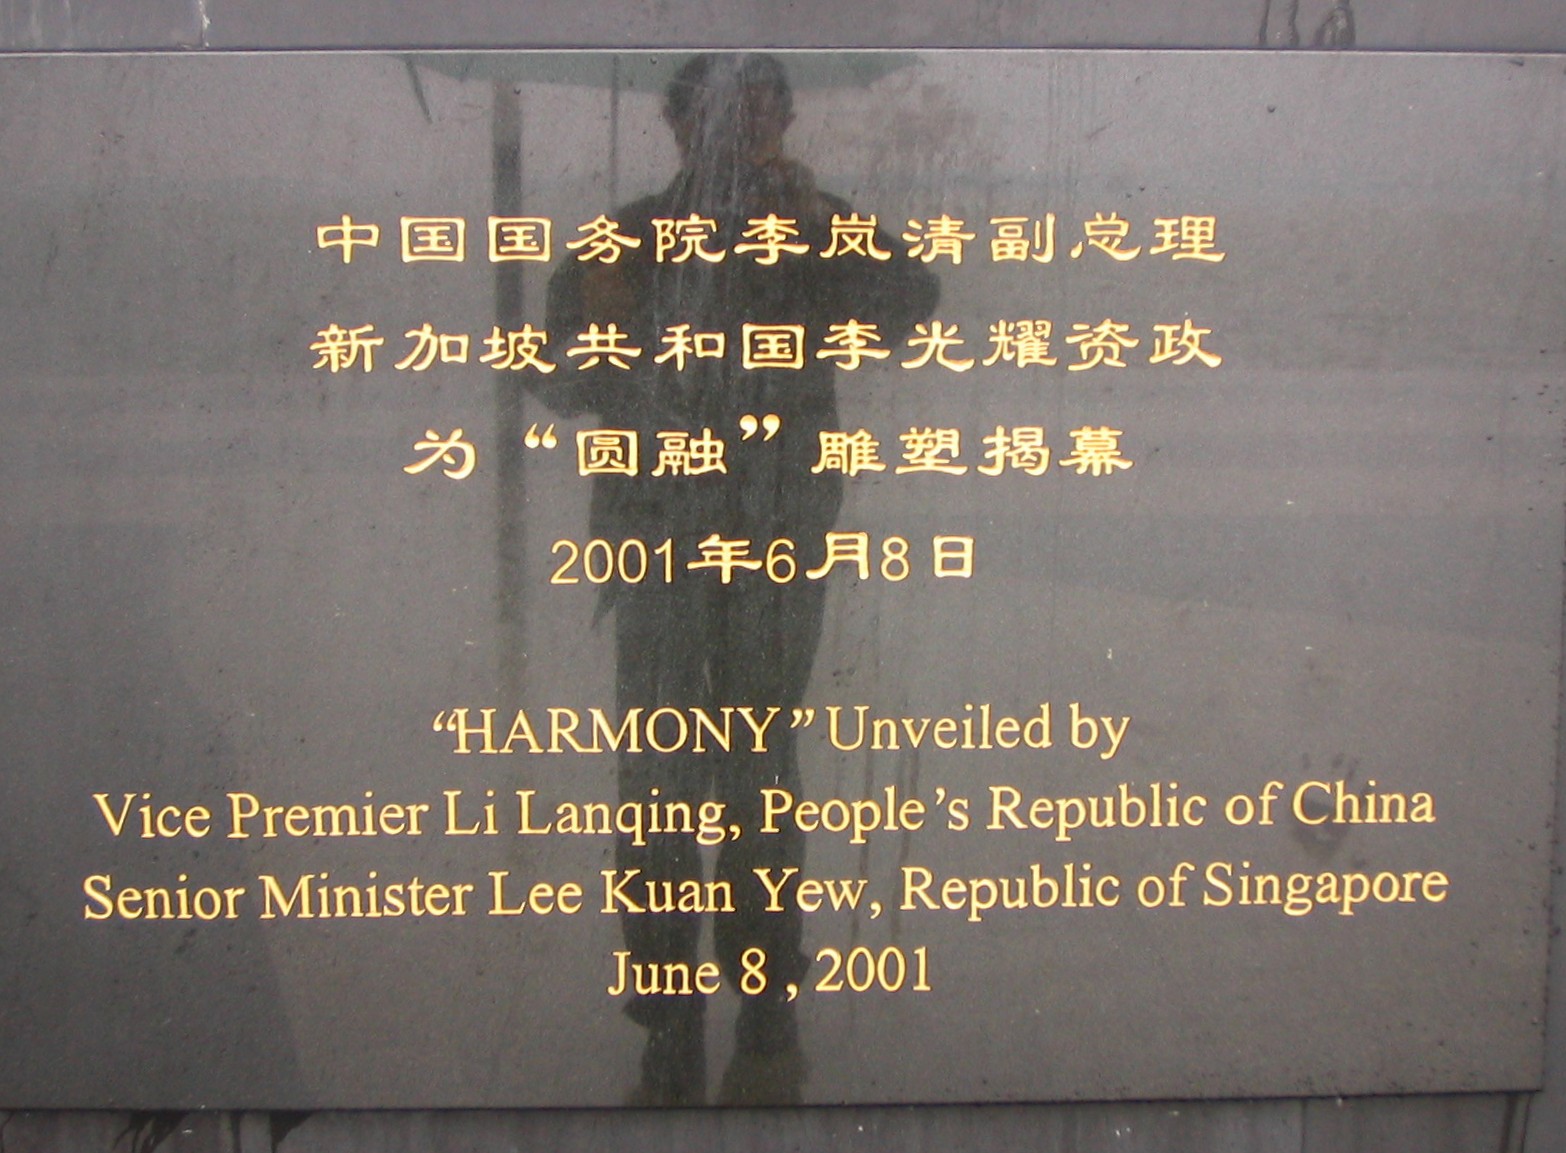 中国国务院李岚清副总理
新加坡共和国李光耀资政
为“圆融”雕塑揭幕
2001年6月8日
“HARMONY” Unveiled by
Vice Premier Li Lanqing, People’s Republic of China
Senior Minister Lee Kuan Yew, Republic of Singapore
June 8 , 2001